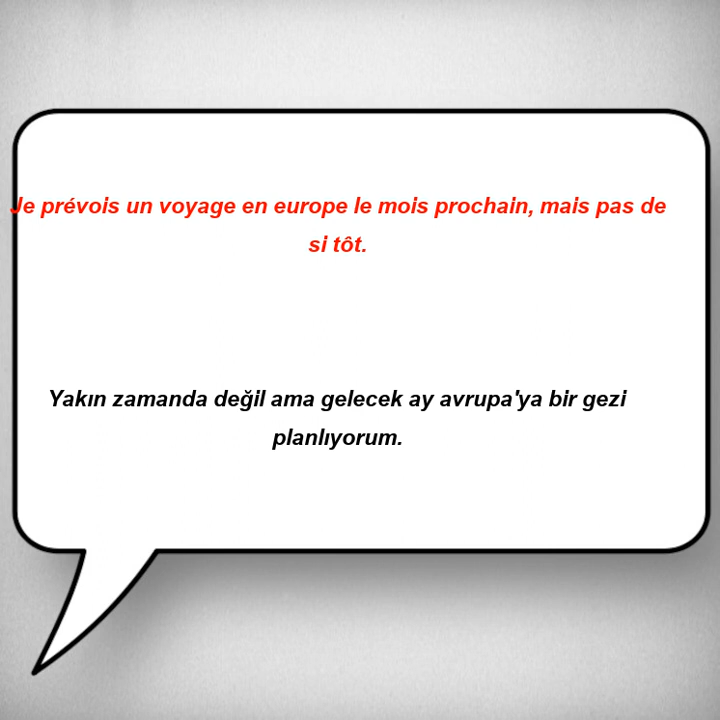 Je prévois un voyage en europe le mois prochain, mais pas de
si tôt.
Yakın zamanda değil ama gelecek ay avrupa'ya bir gezi
planlıyorum.